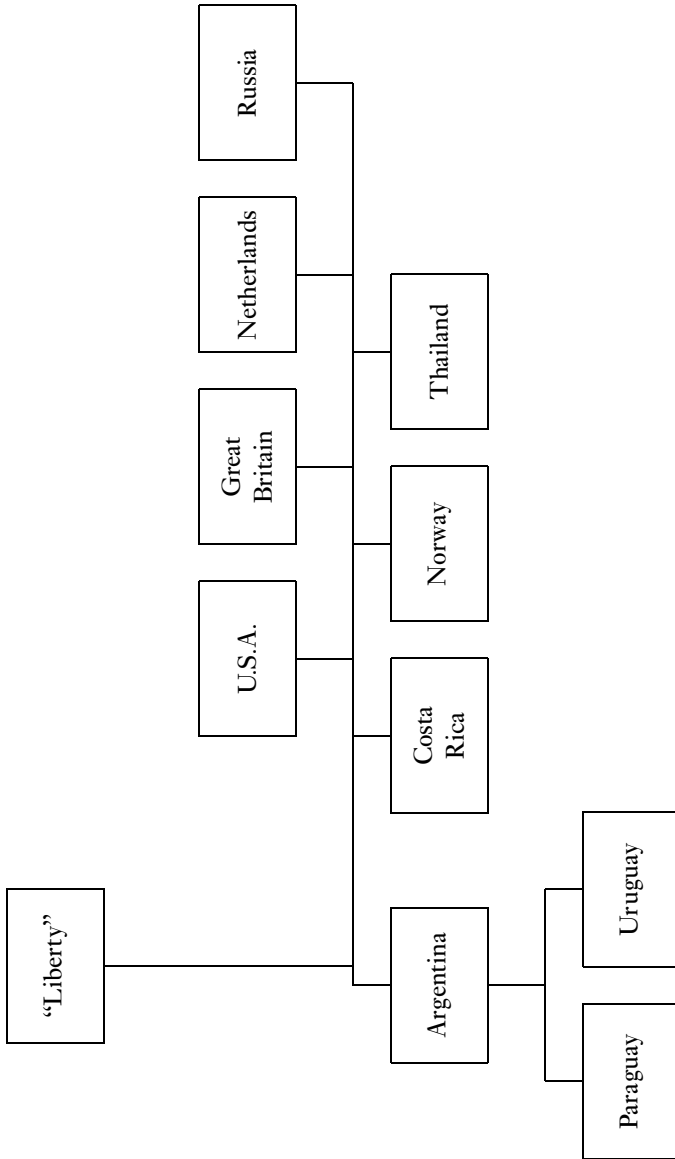 “Liberty”
U.S.A.
Great
Britain
Netherlands
Russia
Argentina
Costa
Rica
Norway
Thailand
Paraguay
Uruguay